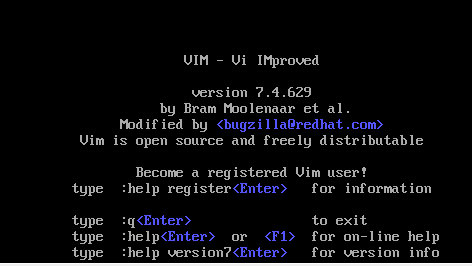 VIM - Vi IMproved
version 7.4.629
by Bram Moolenaar et al.
Modified by <bugzilla@redhat.com>
Vim is open source and freely distributable
Become a registered Vim user!
type :help register<Enter> for information
type :q<Enter> to exit
type :help<Enter> or <F1> for on-line help
type :help version7<Enter> for version info